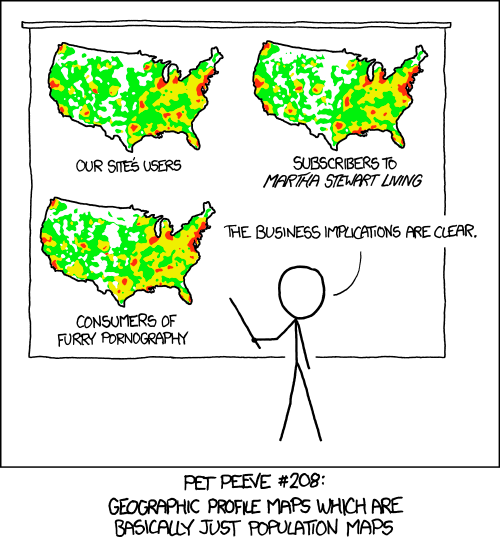 OUR SITE'S USERS
SUBSCRIBERS TO
MARTHA STEWART LIVING
CONSUMERS OF
FURRY PORNOGRAPHY
THE BUSINESS IMPLICATIONS ARE CLEAR.
PET PEEVE #208:
GEOGRAPHIC PROFILE MAPS WHICH ARE
BASICALLY JUST POPULATION MAPS